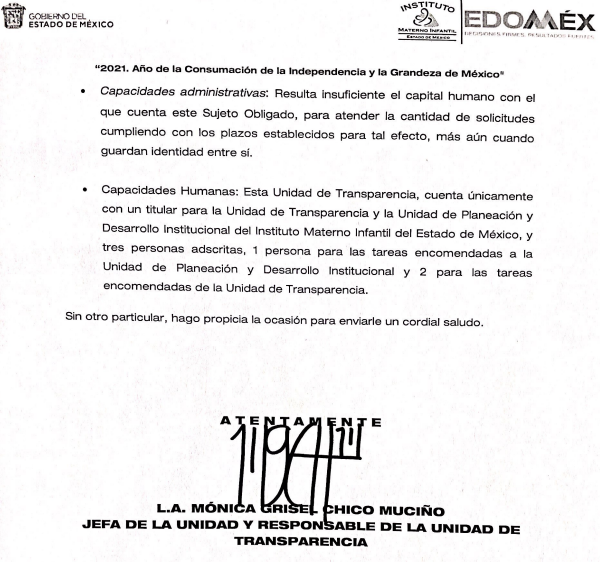 GOBIERNO DEL
ESTADO DE MÉXICO
INSTITUTO
MATERNO INFANTIL
ESTADO DE MÉXICO
EDOMÉX
DECISIONES FIRMES, RESULTADOS FUERTES.
"2021. Año de la Consumación de la Independencia y la Grandeza de México"
• Capacidades administrativas: Resulta insuficiente el capital humano con el
que cuenta este Sujeto Obligado, para atender la cantidad de solicitudes
cumpliendo con los plazos establecidos para tal efecto, más aún cuando
guardan identidad entre sí.
• Capacidades Humanas: Esta Unidad de Transparencia, cuenta únicamente
con un titular para la Unidad de Transparencia y la Unidad de Planeación y
Desarrollo Institucional del Instituto Materno Infantil del Estado de México, y
tres personas adscritas, 1 persona para las tareas encomendadas a la
Unidad de Planeación y Desarrollo Institucional y 2 para las tareas
encomendadas de la Unidad de Transparencia.
Sin otro particular, hago propicia la ocasión para enviarle un cordial saludo.
ATENTAMENTE
L.A. MÓNICA GRISEL CHICO MUCIÑO
JEFA DE LA UNIDAD Y RESPONSABLE DE LA UNIDAD DE
TRANSPARENCIA